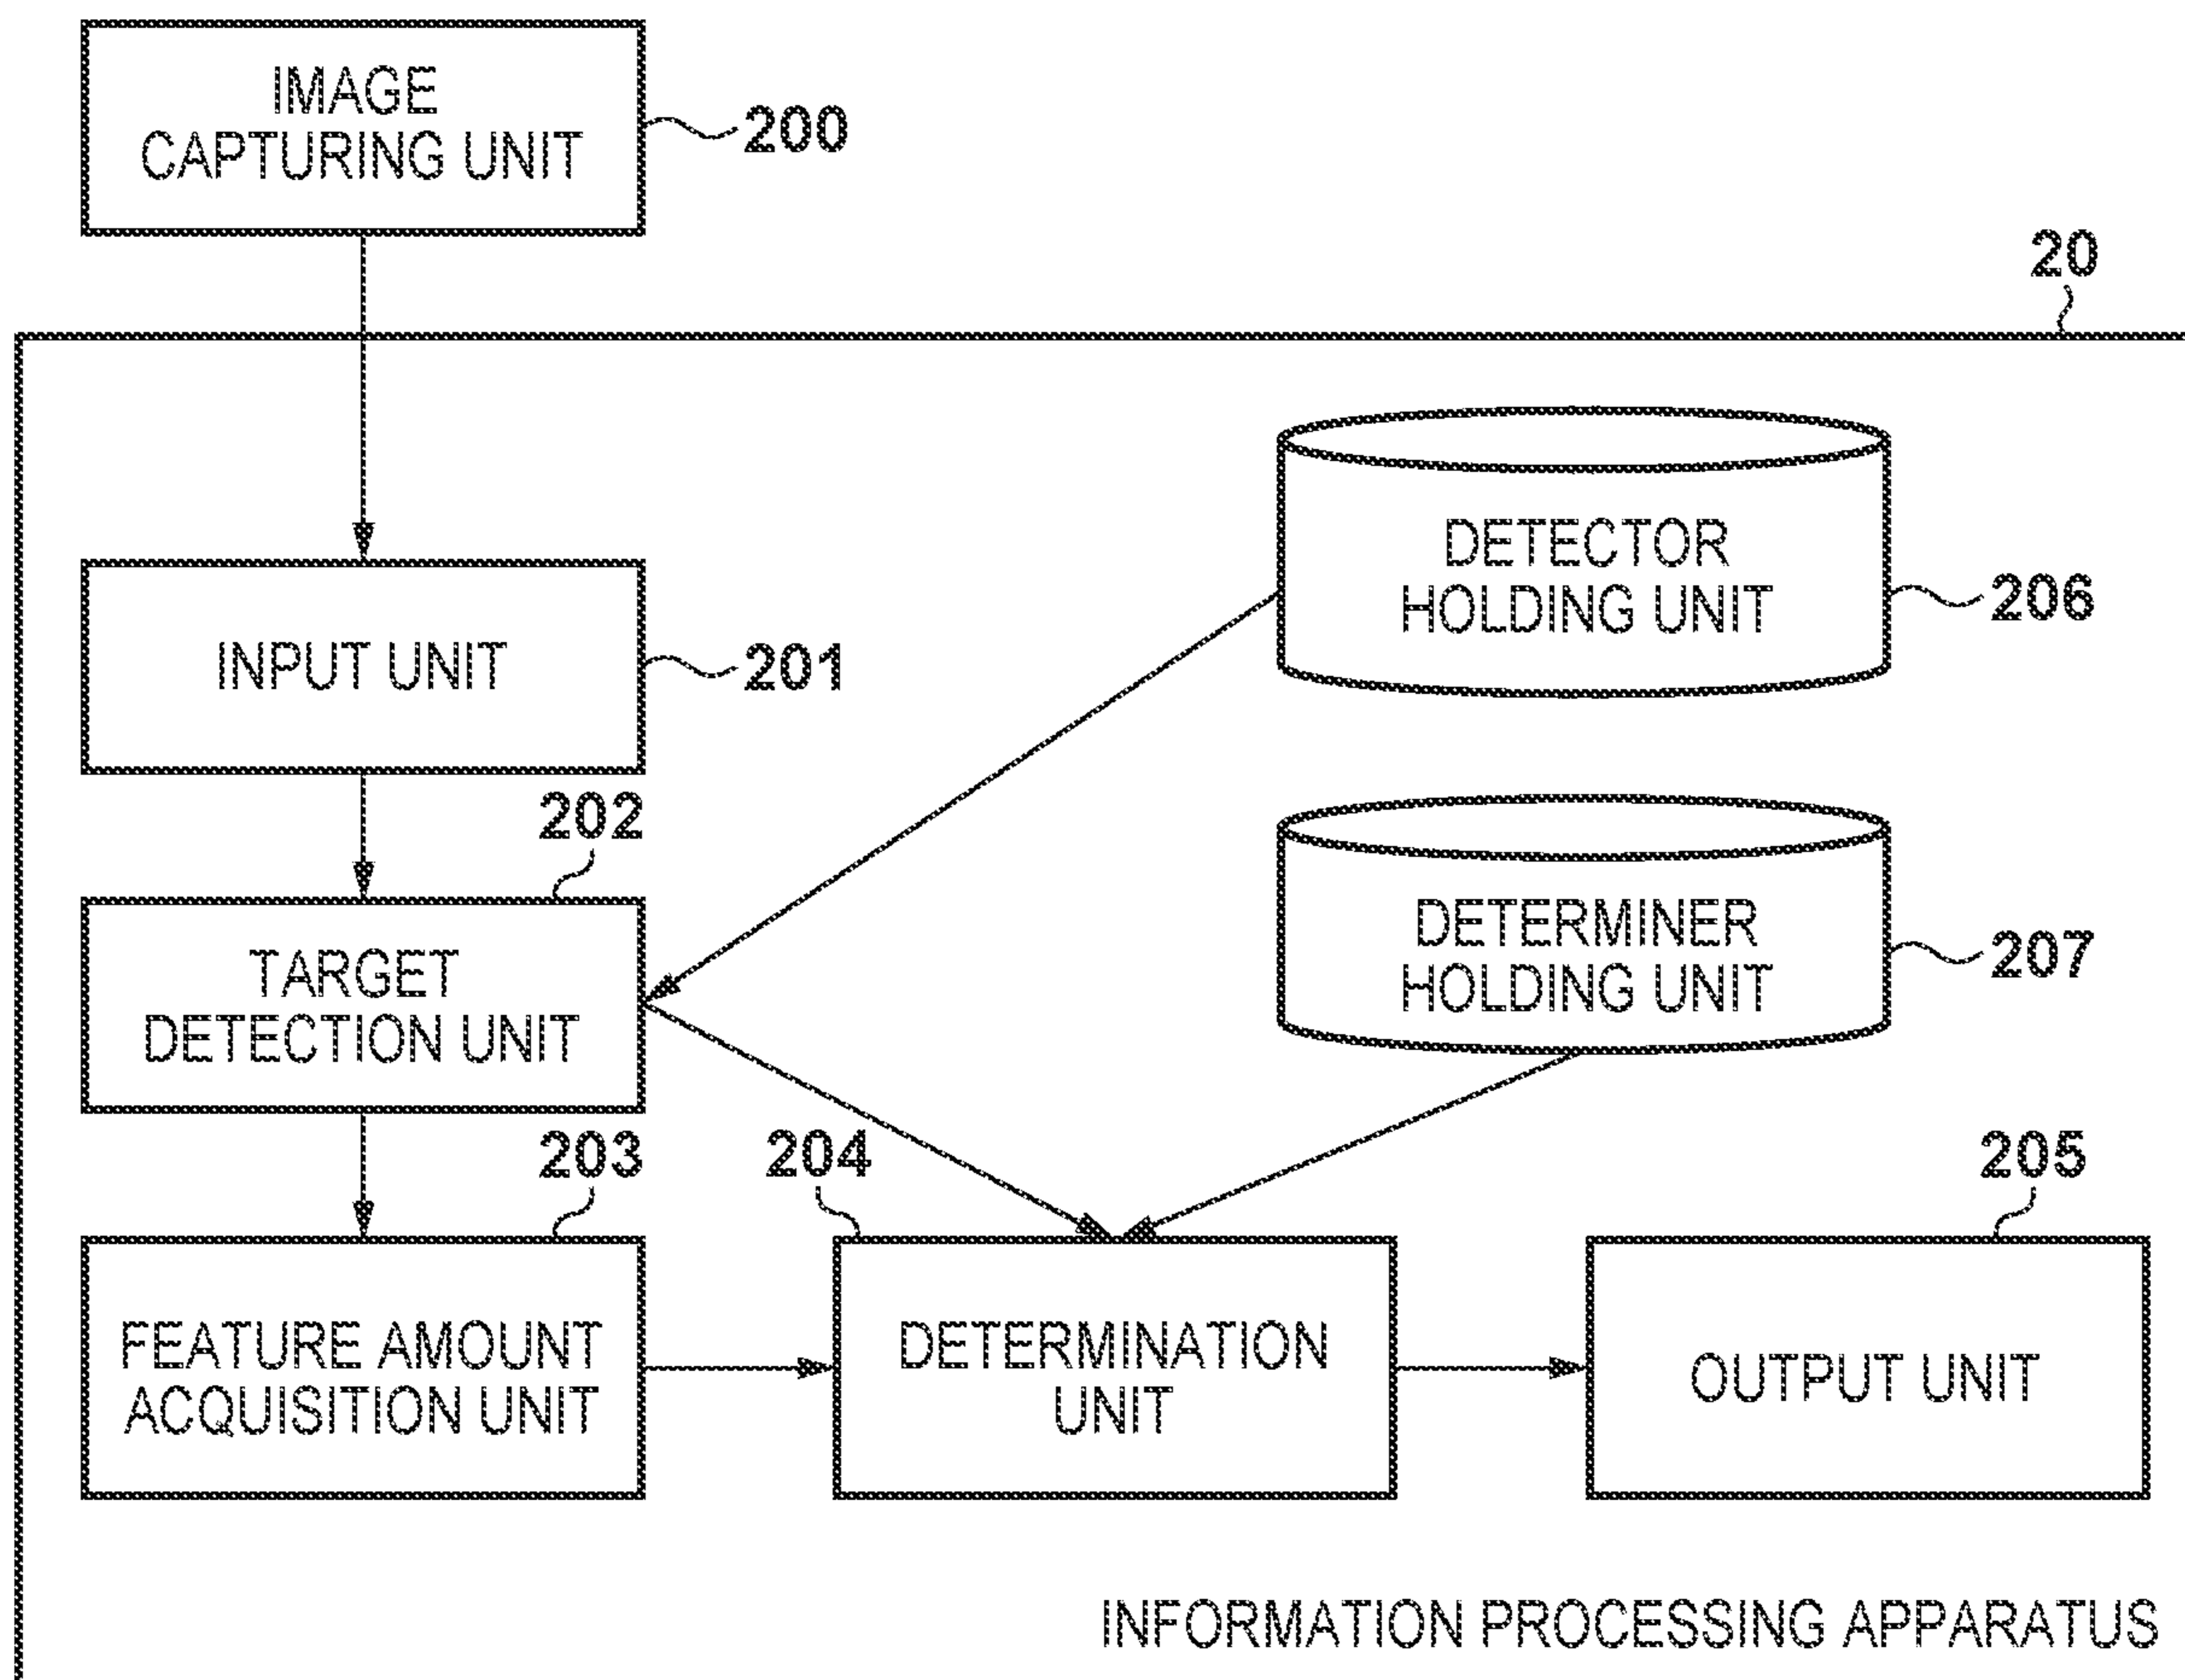 IMAGE
CAPTURING UNIT
200
20
DETECTOR
HOLDING UNIT
206
INPUT UNIT
201
202
TARGET
DETECTION UNIT
DETERMINER
HOLDING UNIT
207
203
204
205
FEATURE AMOUNT
ACQUISITION UNIT
DETERMINATION
UNIT
OUTPUT UNIT
INFORMATION PROCESSING APPARATUS